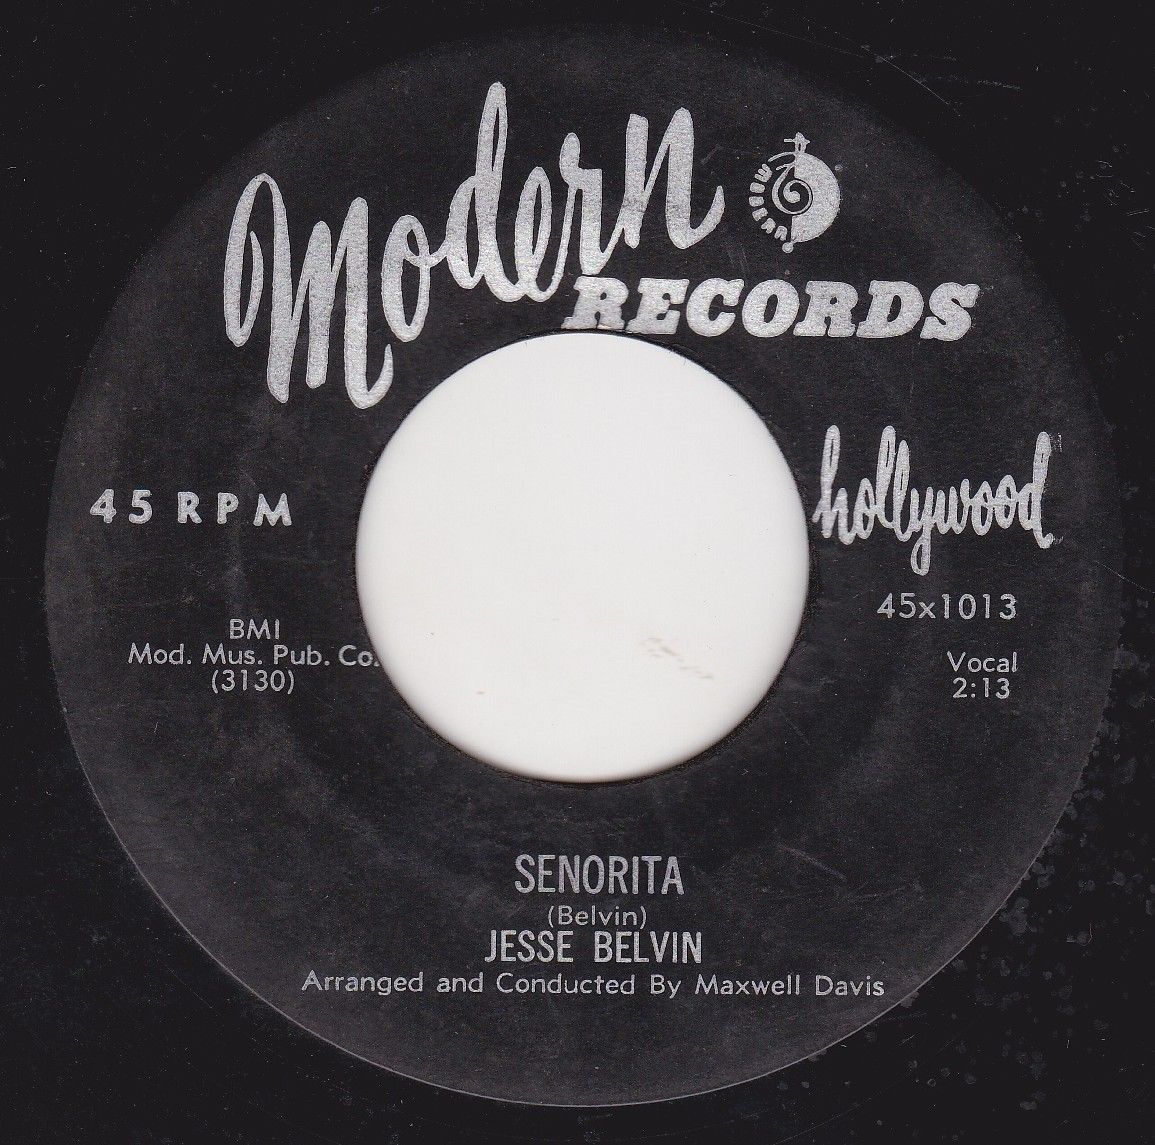 Modern
RECORDS
hollywood
45 RPM
45x1013
BMI
Mod. Mus. Pub. Co.
(3130)
Vocal
2:13
SENORITA
(Belvin)
JESSE BELVIN
Arranged and Conducted By Maxwell Davis